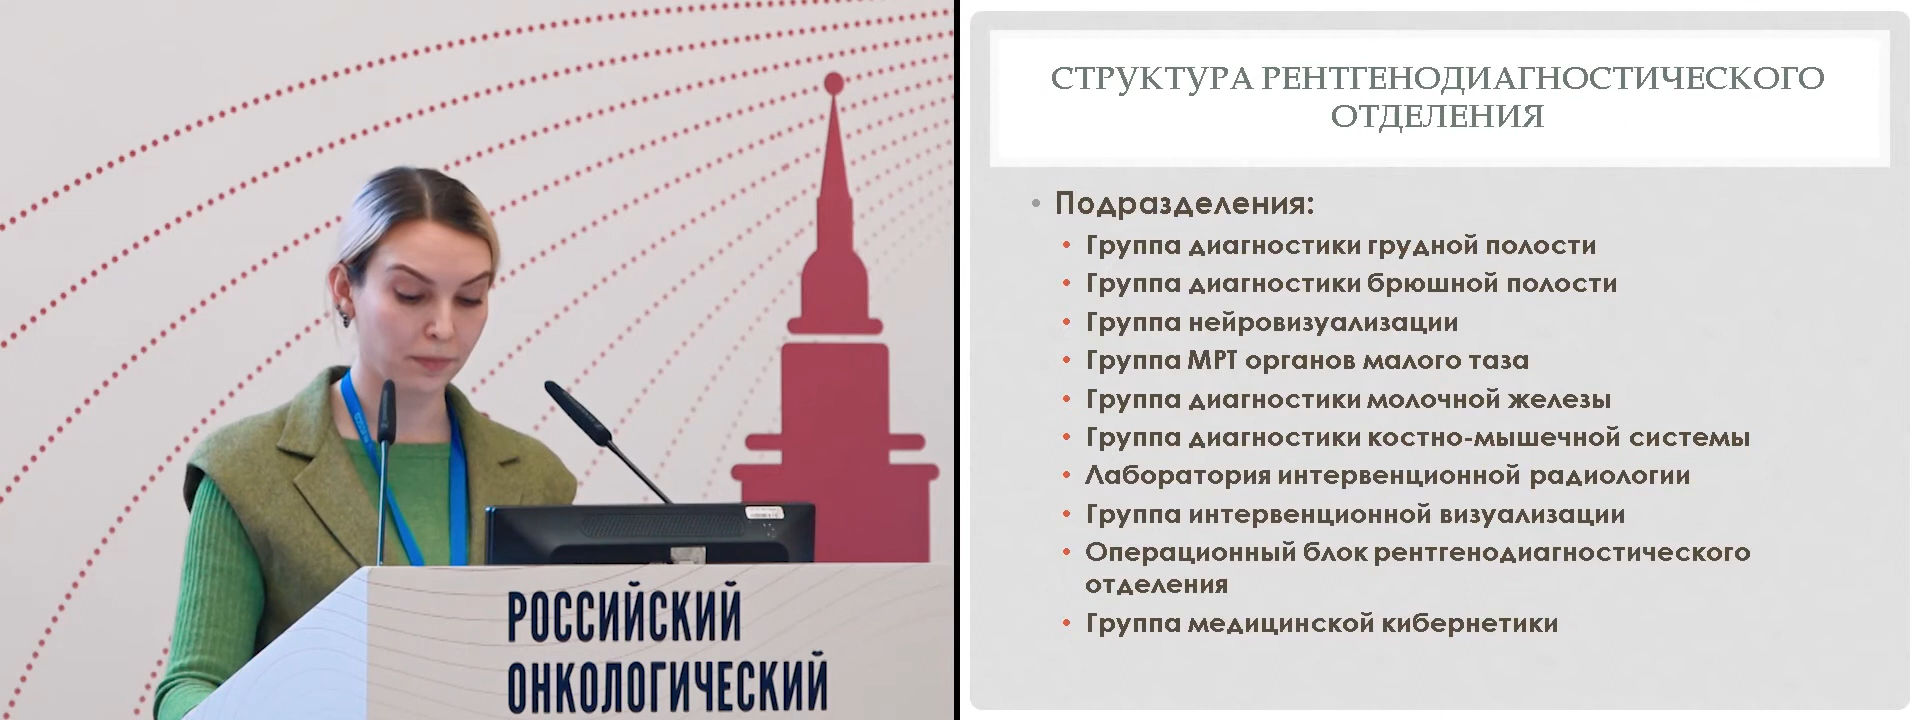 РОССИЙСКИЙ
ОНКОЛОГИЧЕСКИЙ
СТРУКТУРА РЕНТГЕНОДИАГНОСТИЧЕСКОГО
ОТДЕЛЕНИЯ
• Подразделения:
• Группа диагностики грудной полости
• Группа диагностики брюшной полости
• Группа нейровизуализации
• Группа МРТ органов малого таза
• Группа диагностики молочной железы
• Группа диагностики костно-мышечной системы
• Лаборатория интервенционной радиологии
• Группа интервенционной визуализации
• Операционный блок рентгенодиагностического
отделения
• Группа медицинской кибернетики